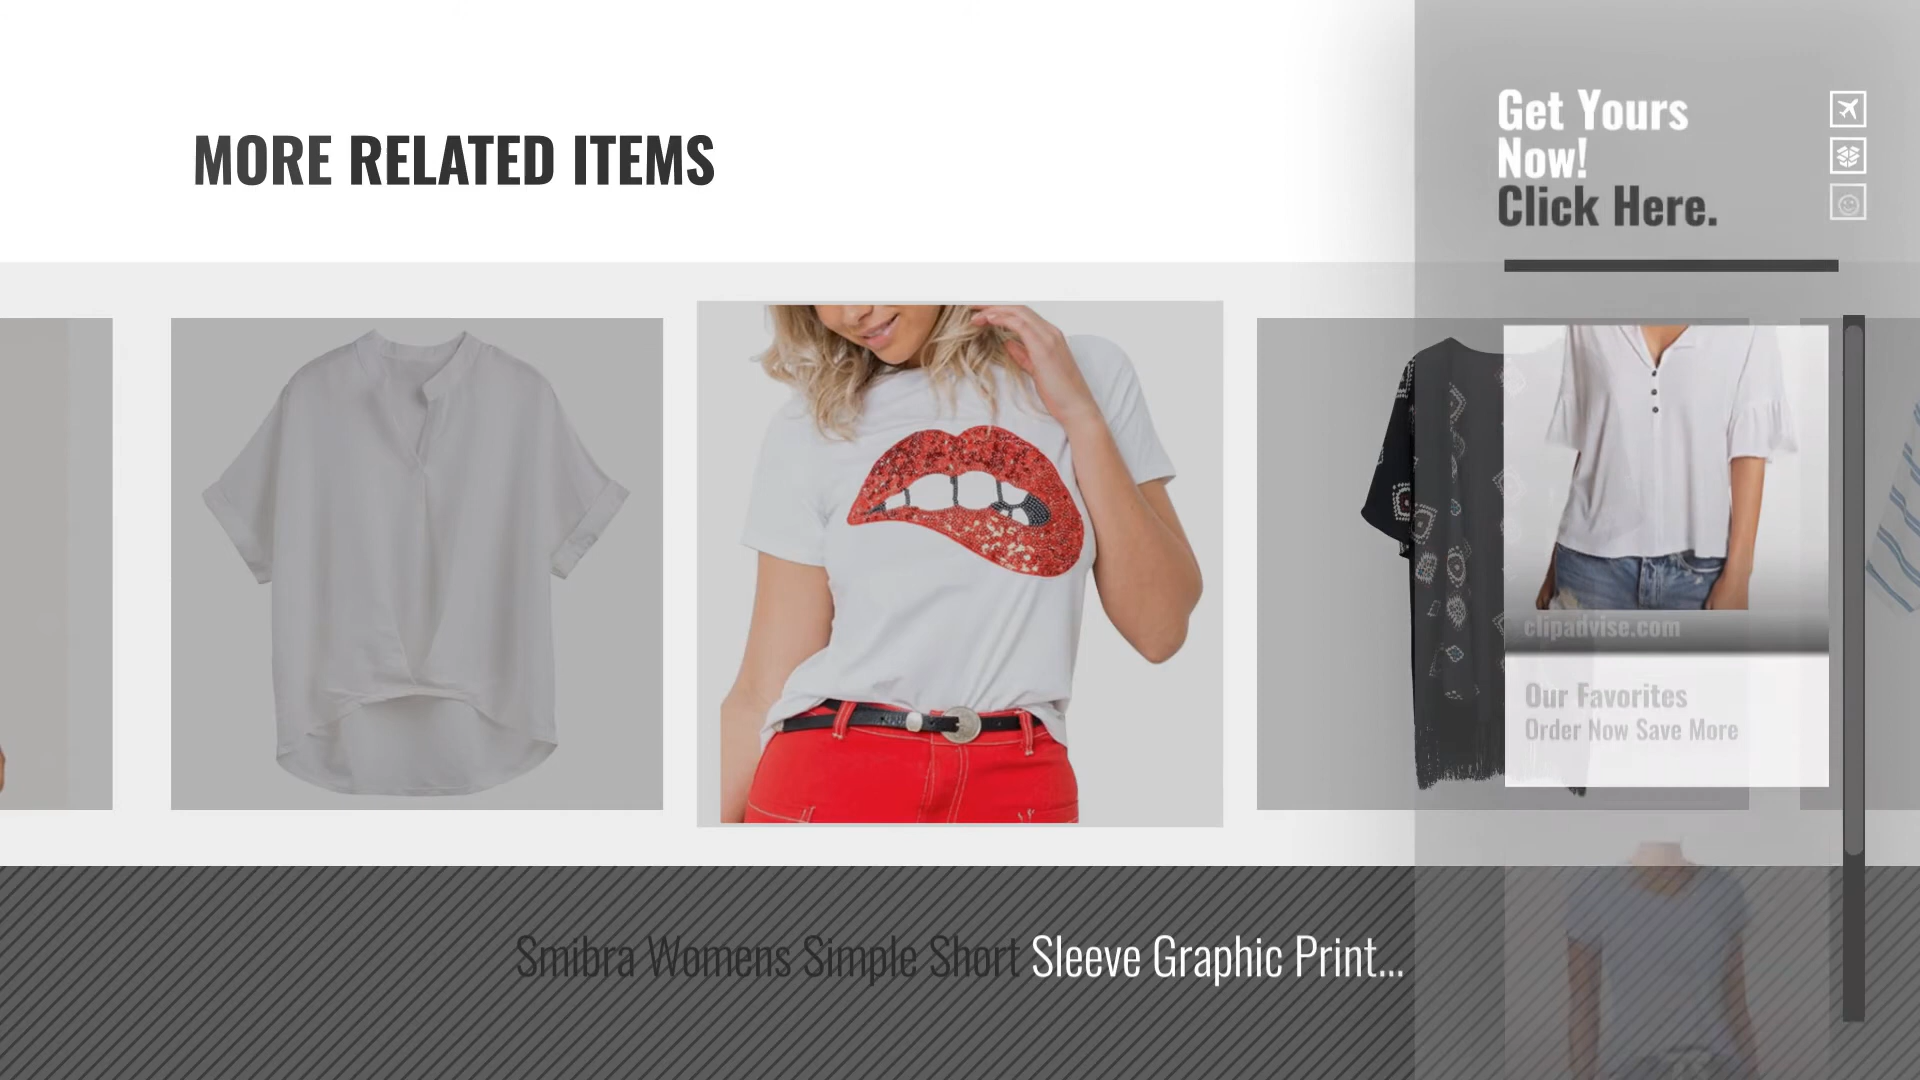 MORE RELATED ITEMS
Get Yours
Now!
Click Here.
clipadvise.com
Our Favorites
Order Now Save More
Smibra Womens Simple Short Sleeve Graphic Print...